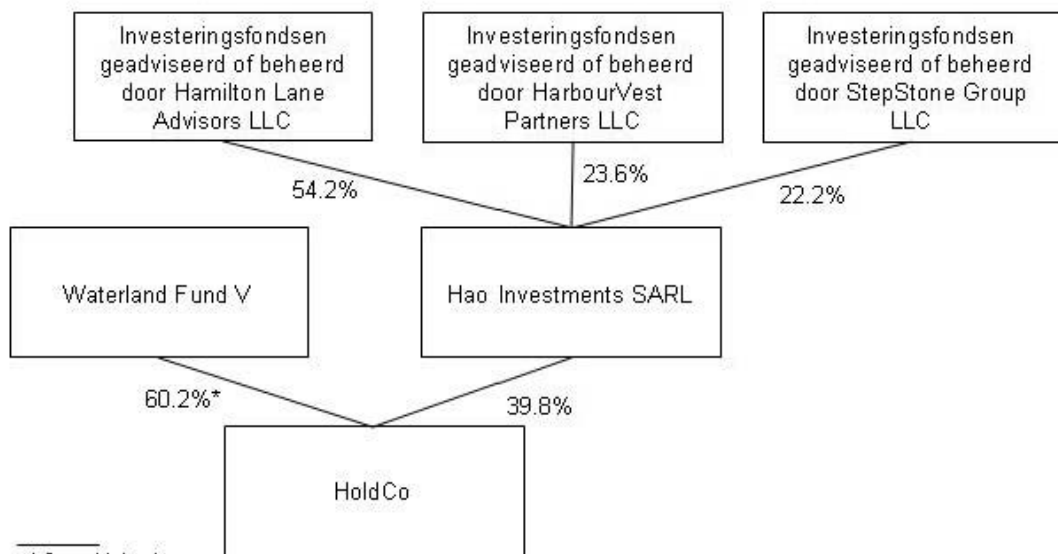 Investeringsfondsen
geadviseerd of beheerd
door Hamilton Lane
Advisors LLC
Investeringsfondsen
geadviseerd of beheerd
door HarbourVest
Partners LLC
Investeringsfondsen
geadviseerd of beheerd
door StepStone Group
LLC
54.2%
23.6%
22.2%
Waterland Fund V
Hao Investments SARL
60.2%*
39.8%
HoldCo